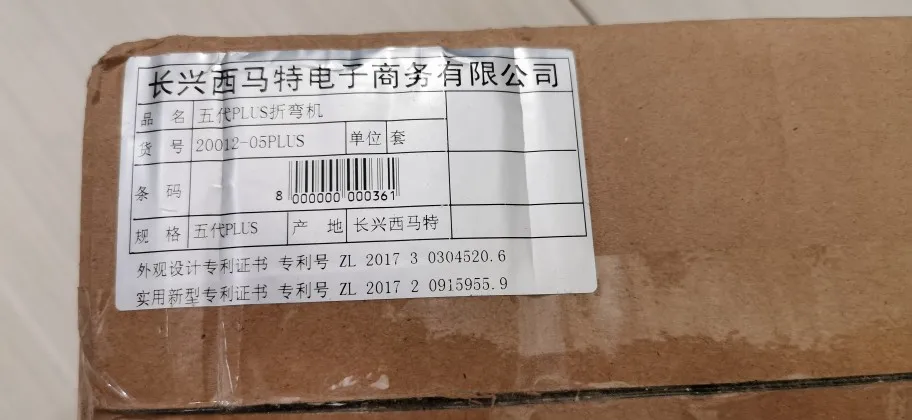 长兴西马特电子商务有限公司
品 名 五代PLUS折弯机
货 号 20012-05PLUS 单位 套
条 码
8 000000 000361
规 格 五代PLUS 产 地 长兴西马特
外观设计专利证书 专利号 ZL 2017 3 0304520.6
实用新型专利证书 专利号 ZL 2017 2 0915955.9